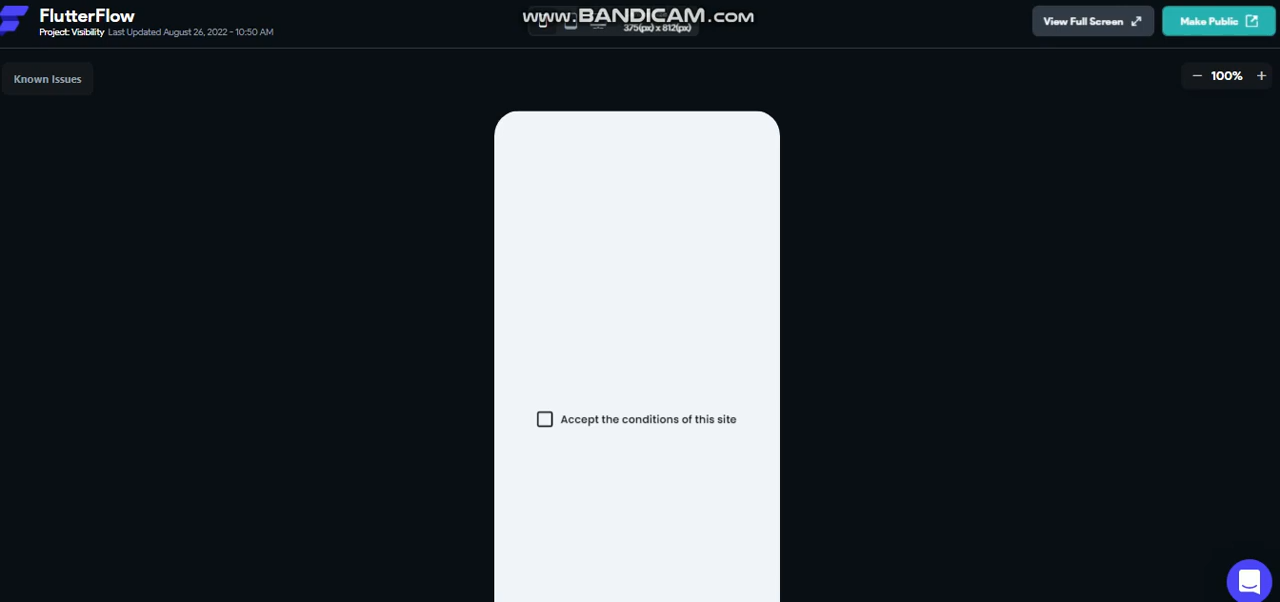 FlutterFlow
Project: Visibility Last Updated August 26, 2022 - 10:50 AM
www.BANDICAM.com
375(px) x 812(px)
View Full Screen
Make Public
Known Issues
− 100% +
Accept the conditions of this site